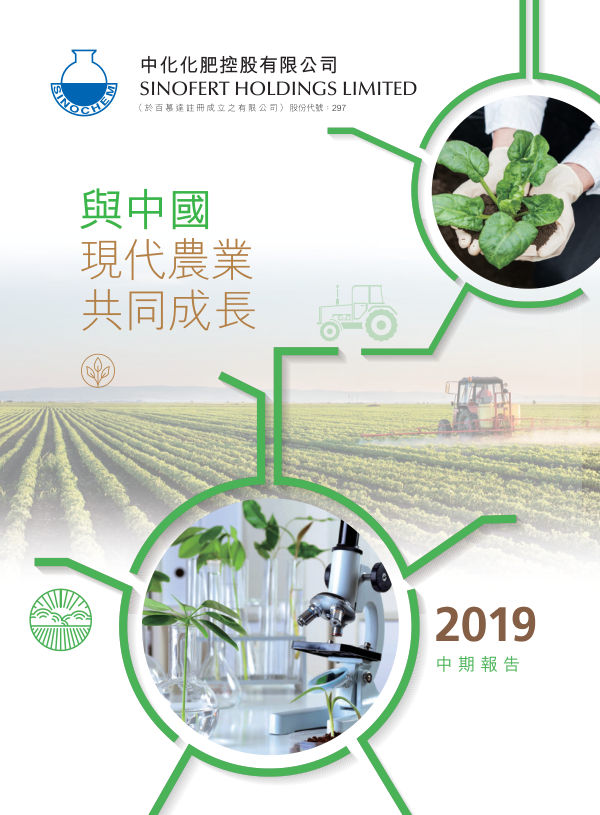 SINOCHEM
中化化肥控股有限公司
SINOFERT HOLDINGS LIMITED
（於百慕達註冊成立之有限公司） 股份代號：297
與中國
現代農業
共同成長
2019
中期報告